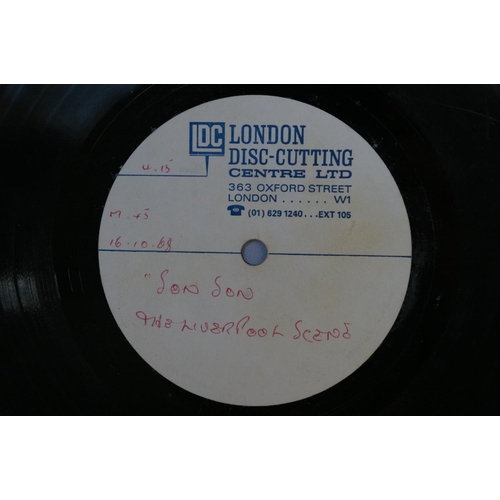 LDC LONDON
DISC-CUTTING
CENTRE LTD
363 OXFORD STREET
LONDON ...... W1
☎ (01) 629 1240...EXT 105
4.15
M. 45
16.10.68
"SON SON
THE LIVERPOOL SCENE